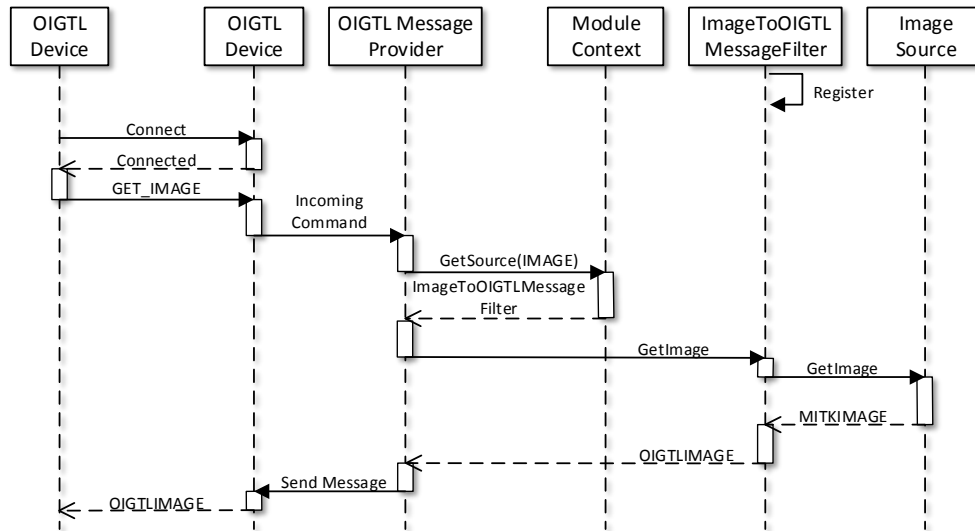 OIGTL
Device
OIGTL
Device
OIGTL Message
Provider
Module
Context
ImageToOIGTL
MessageFilter
Image
Source
Register
Connect
Connected
GET_IMAGE
Incoming
Command
GetSource(IMAGE)
ImageToOIGTLMessage
Filter
GetImage
GetImage
MITKIMAGE
OIGTLIMAGE
Send Message
OIGTLIMAGE